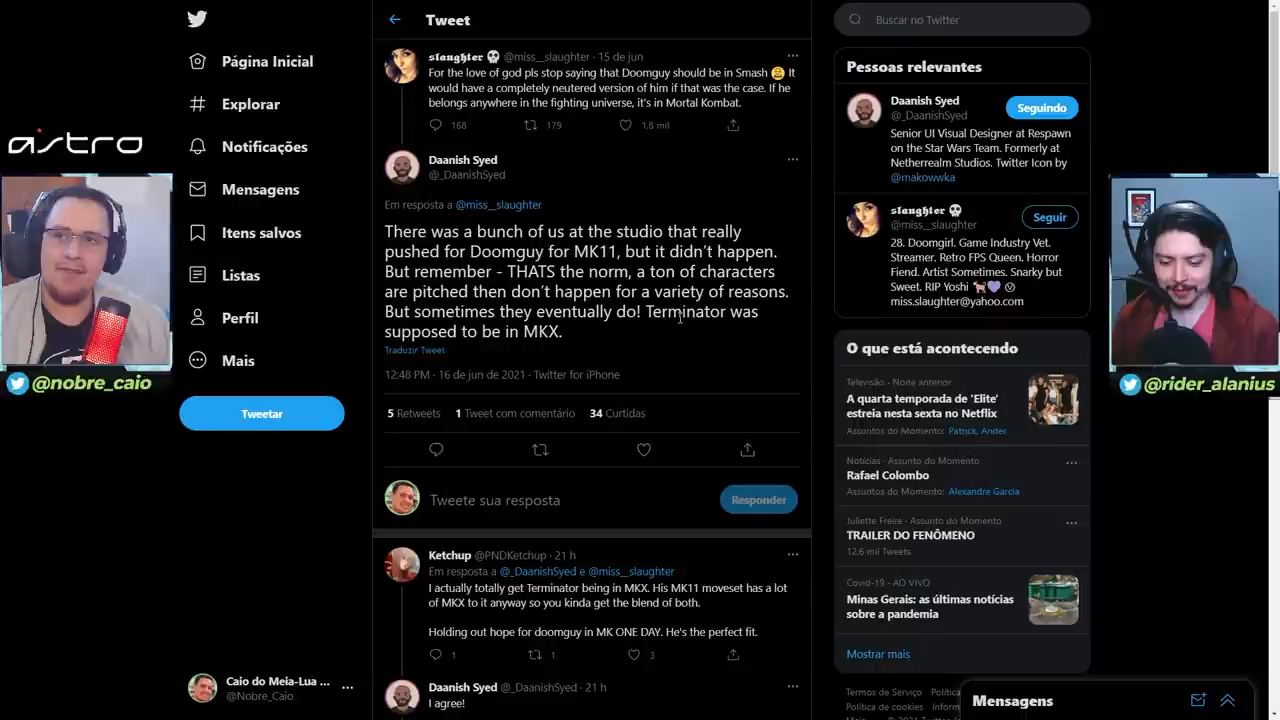 Tweet
Buscar no Twitter
Página Inicial
Explorar
Notificações
Mensagens
Itens salvos
Listas
Perfil
Mais
Tweetar
Caio do Meia-Lua ...
@Nobre_Caio
astro
@nobre_caio
slaughter 💀 @miss__slaughter · 15 de jun
For the love of god pls stop saying that Doomguy should be in Smash 😩 It
would have a completely neutered version of him if that was the case. If he
belongs anywhere in the fighting universe, it's in Mortal Kombat.
168 179 1,8 mil
Daanish Syed
@_DaanishSyed
Em resposta a @miss__slaughter
There was a bunch of us at the studio that really
pushed for Doomguy for MK11, but it didn't happen.
But remember - THATS the norm, a ton of characters
are pitched then don't happen for a variety of reasons.
But sometimes they eventually do! Terminator was
supposed to be in MKX.
Traduzir Tweet
12:48 PM · 16 de jun de 2021 · Twitter for iPhone
5 Retweets 1 Tweet com comentário 34 Curtidas
Tweete sua resposta
Responder
Ketchup @PNDKetchup · 21 h
Em resposta a @_DaanishSyed e @miss__slaughter
I actually totally get Terminator being in MKX. His MK11 moveset has a lot
of MKX to it anyway so you kinda get the blend of both.
Holding out hope for doomguy in MK ONE DAY. He's the perfect fit.
1 1 3
Daanish Syed @_DaanishSyed · 21 h
I agree!
Pessoas relevantes
Daanish Syed
@_DaanishSyed
Seguindo
Senior UI Visual Designer at Respawn
on the Star Wars Team. Formerly at
Netherrealm Studios. Twitter Icon by
@makowwka
slaughter 💀
@miss__slaughter
Seguir
28. Doomgirl. Game Industry Vet.
Streamer. Retro FPS Queen. Horror
Fiend. Artist Sometimes. Snarky but
Sweet. RIP Yoshi
miss.slaughter@yahoo.com
O que está acontecendo
Televisão · Noite anterior
A quarta temporada de 'Elite'
estreia nesta sexta no Netflix
Assuntos do Momento: Patrick, Ander
Notícias · Assunto do Momento
Rafael Colombo
Assuntos do Momento: Alexandre Garcia
Juliette Freire · Assunto do Momento
TRAILER DO FENÔMENO
12,6 mil Tweets
Covid-19 · AO VIVO
Minas Gerais: as últimas notícias
sobre a pandemia
Mostrar mais
Termos de Serviço
Política de cookies
Mensagens
@rider_alanius